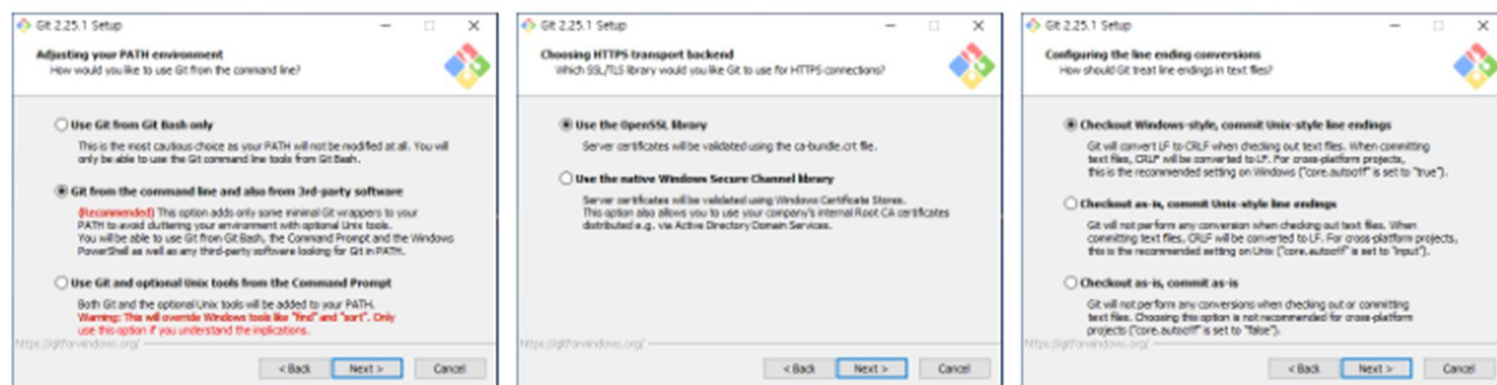 Git 2.25.1 Setup
Adjusting your PATH environment
How would you like to use Git from the command line?
Use Git from Git Bash only
This is the most cautious choice as your PATH will not be modified at all. You will
only be able to use the Git command line tools from Git Bash.
Git from the command line and also from 3rd-party software
(Recommended) This option adds only some minimal Git wrappers to your
PATH to avoid cluttering your environment with optional Unix tools.
You will be able to use Git from Git Bash, the Command Prompt and the Windows
PowerShell as well as any third-party software looking for Git in PATH.
Use Git and optional Unix tools from the Command Prompt
Both Git and the optional Unix tools will be added to your PATH.
Warning: This will override Windows tools like "find" and "sort". Only
use this option if you understand the implications.
https://gitforwindows.org/
< Back
Next >
Cancel
Git 2.25.1 Setup
Choosing HTTPS transport backend
Which SSL/TLS library would you like Git to use for HTTPS connections?
Use the OpenSSL library
Server certificates will be validated using the ca-bundle.crt file.
Use the native Windows Secure Channel library
Server certificates will be validated using Windows Certificate Stores.
This option also allows you to use your company's internal Root CA certificates
distributed e.g. via Active Directory Domain Services.
https://gitforwindows.org/
< Back
Next >
Cancel
Git 2.25.1 Setup
Configuring the line ending conversions
How should Git treat line endings in text files?
Checkout Windows-style, commit Unix-style line endings
Git will convert LF to CRLF when checking out text files. When committing
text files, CRLF will be converted to LF. For cross-platform projects,
this is the recommended setting on Windows ("core.autocrlf" is set to "true").
Checkout as-is, commit Unix-style line endings
Git will not perform any conversion when checking out text files. When
committing text files, CRLF will be converted to LF. For cross-platform projects,
this is the recommended setting on Unix ("core.autocrlf" is set to "input").
Checkout as-is, commit as-is
Git will not perform any conversions when checking out or committing
text files. Choosing this option is not recommended for cross-platform
projects ("core.autocrlf" is set to "false").
https://gitforwindows.org/
< Back
Next >
Cancel